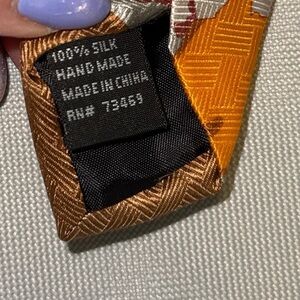 100% SILK
HAND MADE
MADE IN CHINA
RN# 73469